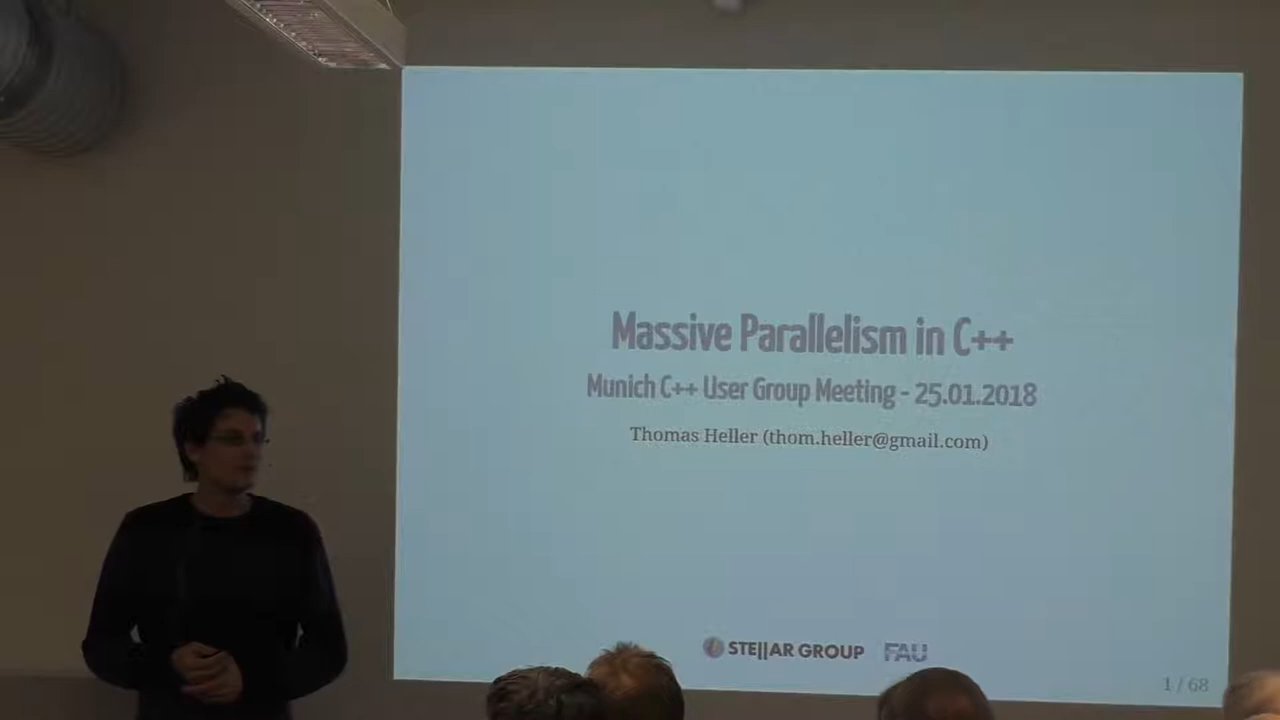 Massive Parallelism in C++
Munich C++ User Group Meeting - 25.01.2018
Thomas Heller (thom.heller@gmail.com)
STE||AR GROUP FAU
1 / 68